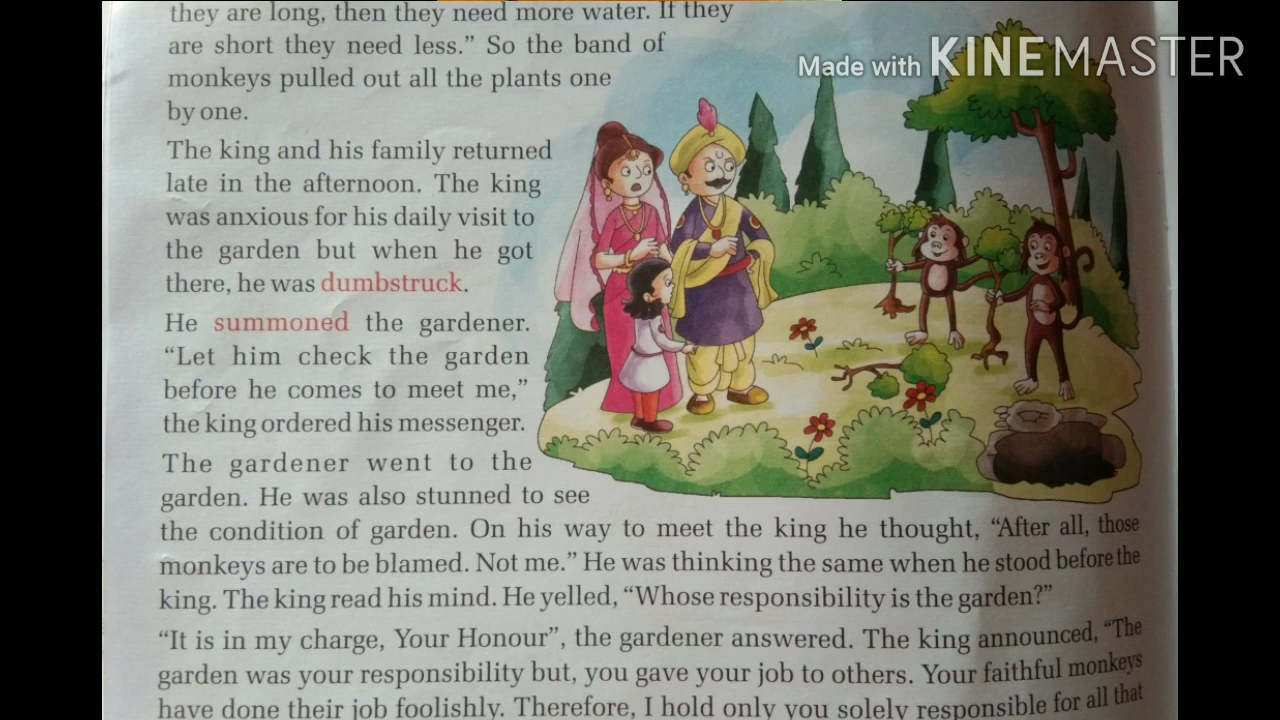 they are long, then they need more water. If they
are short they need less.” So the band of
monkeys pulled out all the plants one
by one.
Made with KINEMASTER
The king and his family returned
late in the afternoon. The king
was anxious for his daily visit to
the garden but when he got
there, he was dumbstruck.
He summoned the gardener.
“Let him check the garden
before he comes to meet me,”
the king ordered his messenger.
The gardener went to the
garden. He was also stunned to see
the condition of garden. On his way to meet the king he thought, “After all, those
monkeys are to be blamed. Not me.” He was thinking the same when he stood before the
king. The king read his mind. He yelled, “Whose responsibility is the garden?”
“It is in my charge, Your Honour”, the gardener answered. The king announced, “The
garden was your responsibility but, you gave your job to others. Your faithful monkeys
have done their job foolishly. Therefore, I hold only you solely responsible for all that